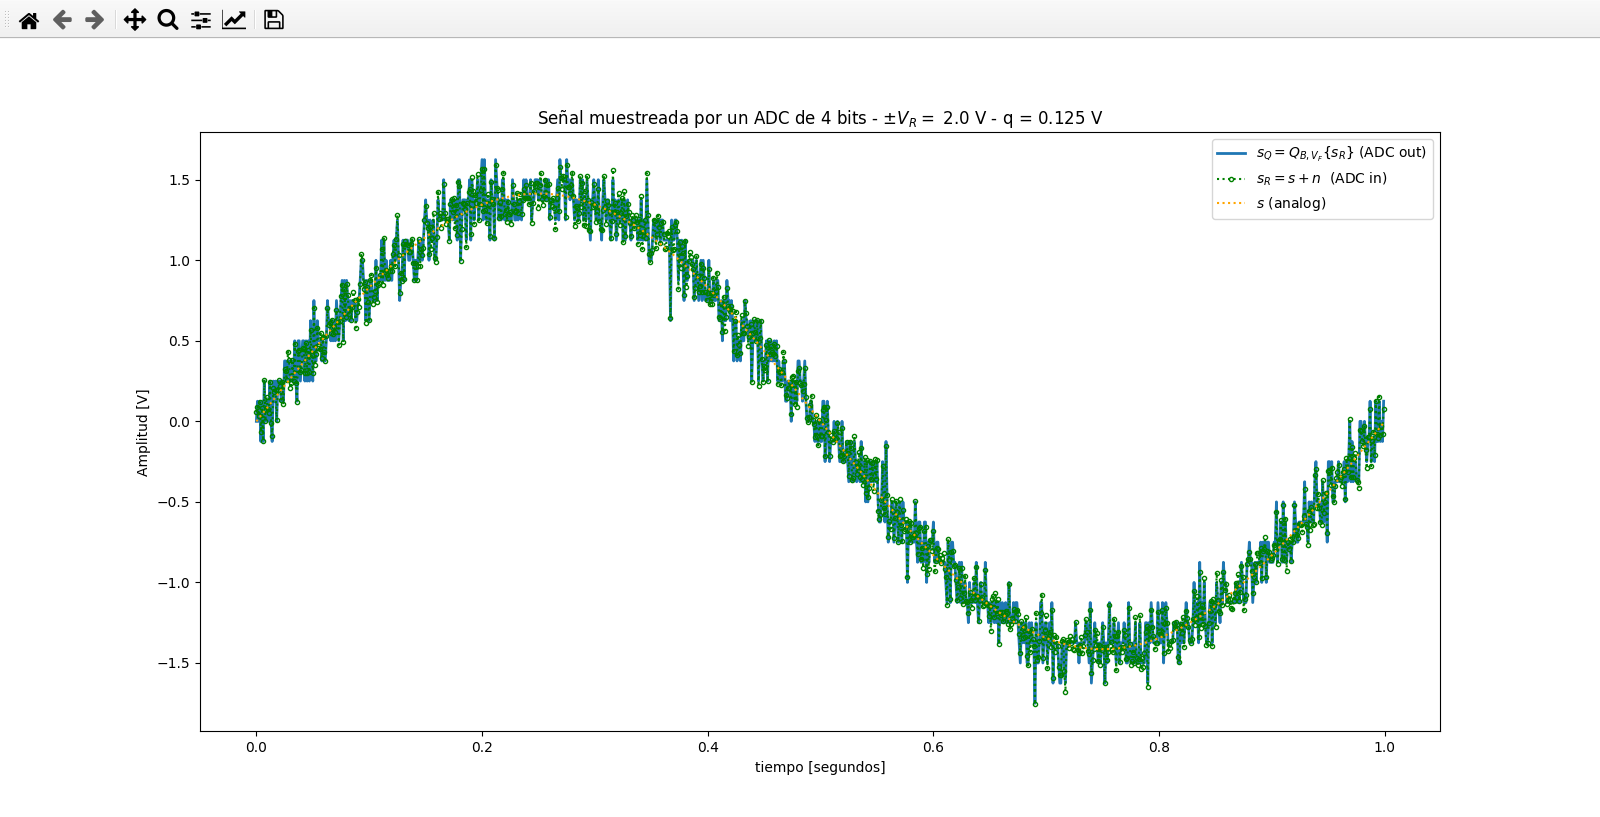 Señal muestreada por un ADC de 4 bits - ±V_R = 2.0 V - q = 0.125 V
s_Q = Q_{B,V_F}{s_R} (ADC out)
s_R = s + n (ADC in)
s (analog)
Amplitud [V]
1.5
1.0
0.5
0.0
−0.5
−1.0
−1.5
0.0 0.2 0.4 0.6 0.8 1.0
tiempo [segundos]